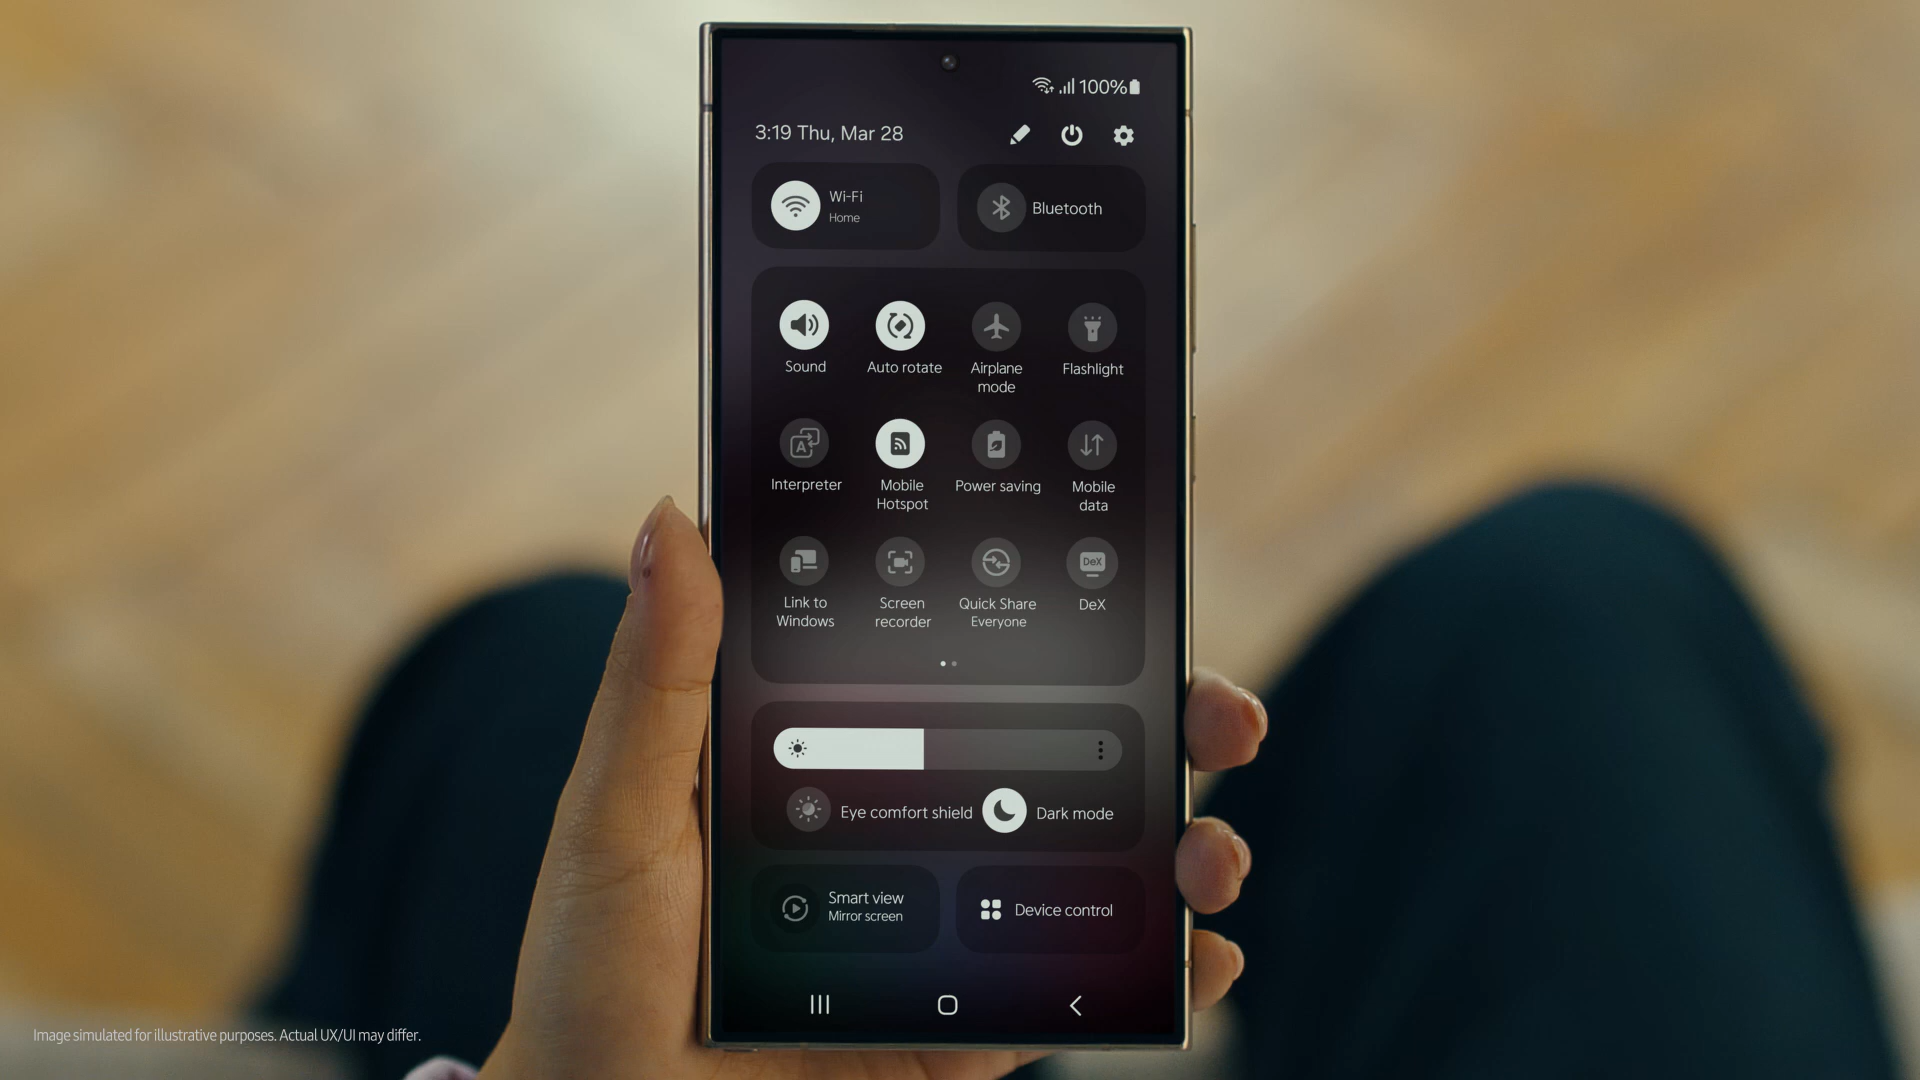 100%
3:19 Thu, Mar 28
Wi-Fi
Home
Bluetooth
Sound
Auto rotate
Airplane
mode
Flashlight
A
Interpreter
Mobile
Hotspot
Power saving
Mobile
data
Link to
Windows
Screen
recorder
Quick Share
Everyone
DeX
DeX
Eye comfort shield
Dark mode
Smart view
Mirror screen
Device control
Image simulated for illustrative purposes. Actual UX/UI may differ.